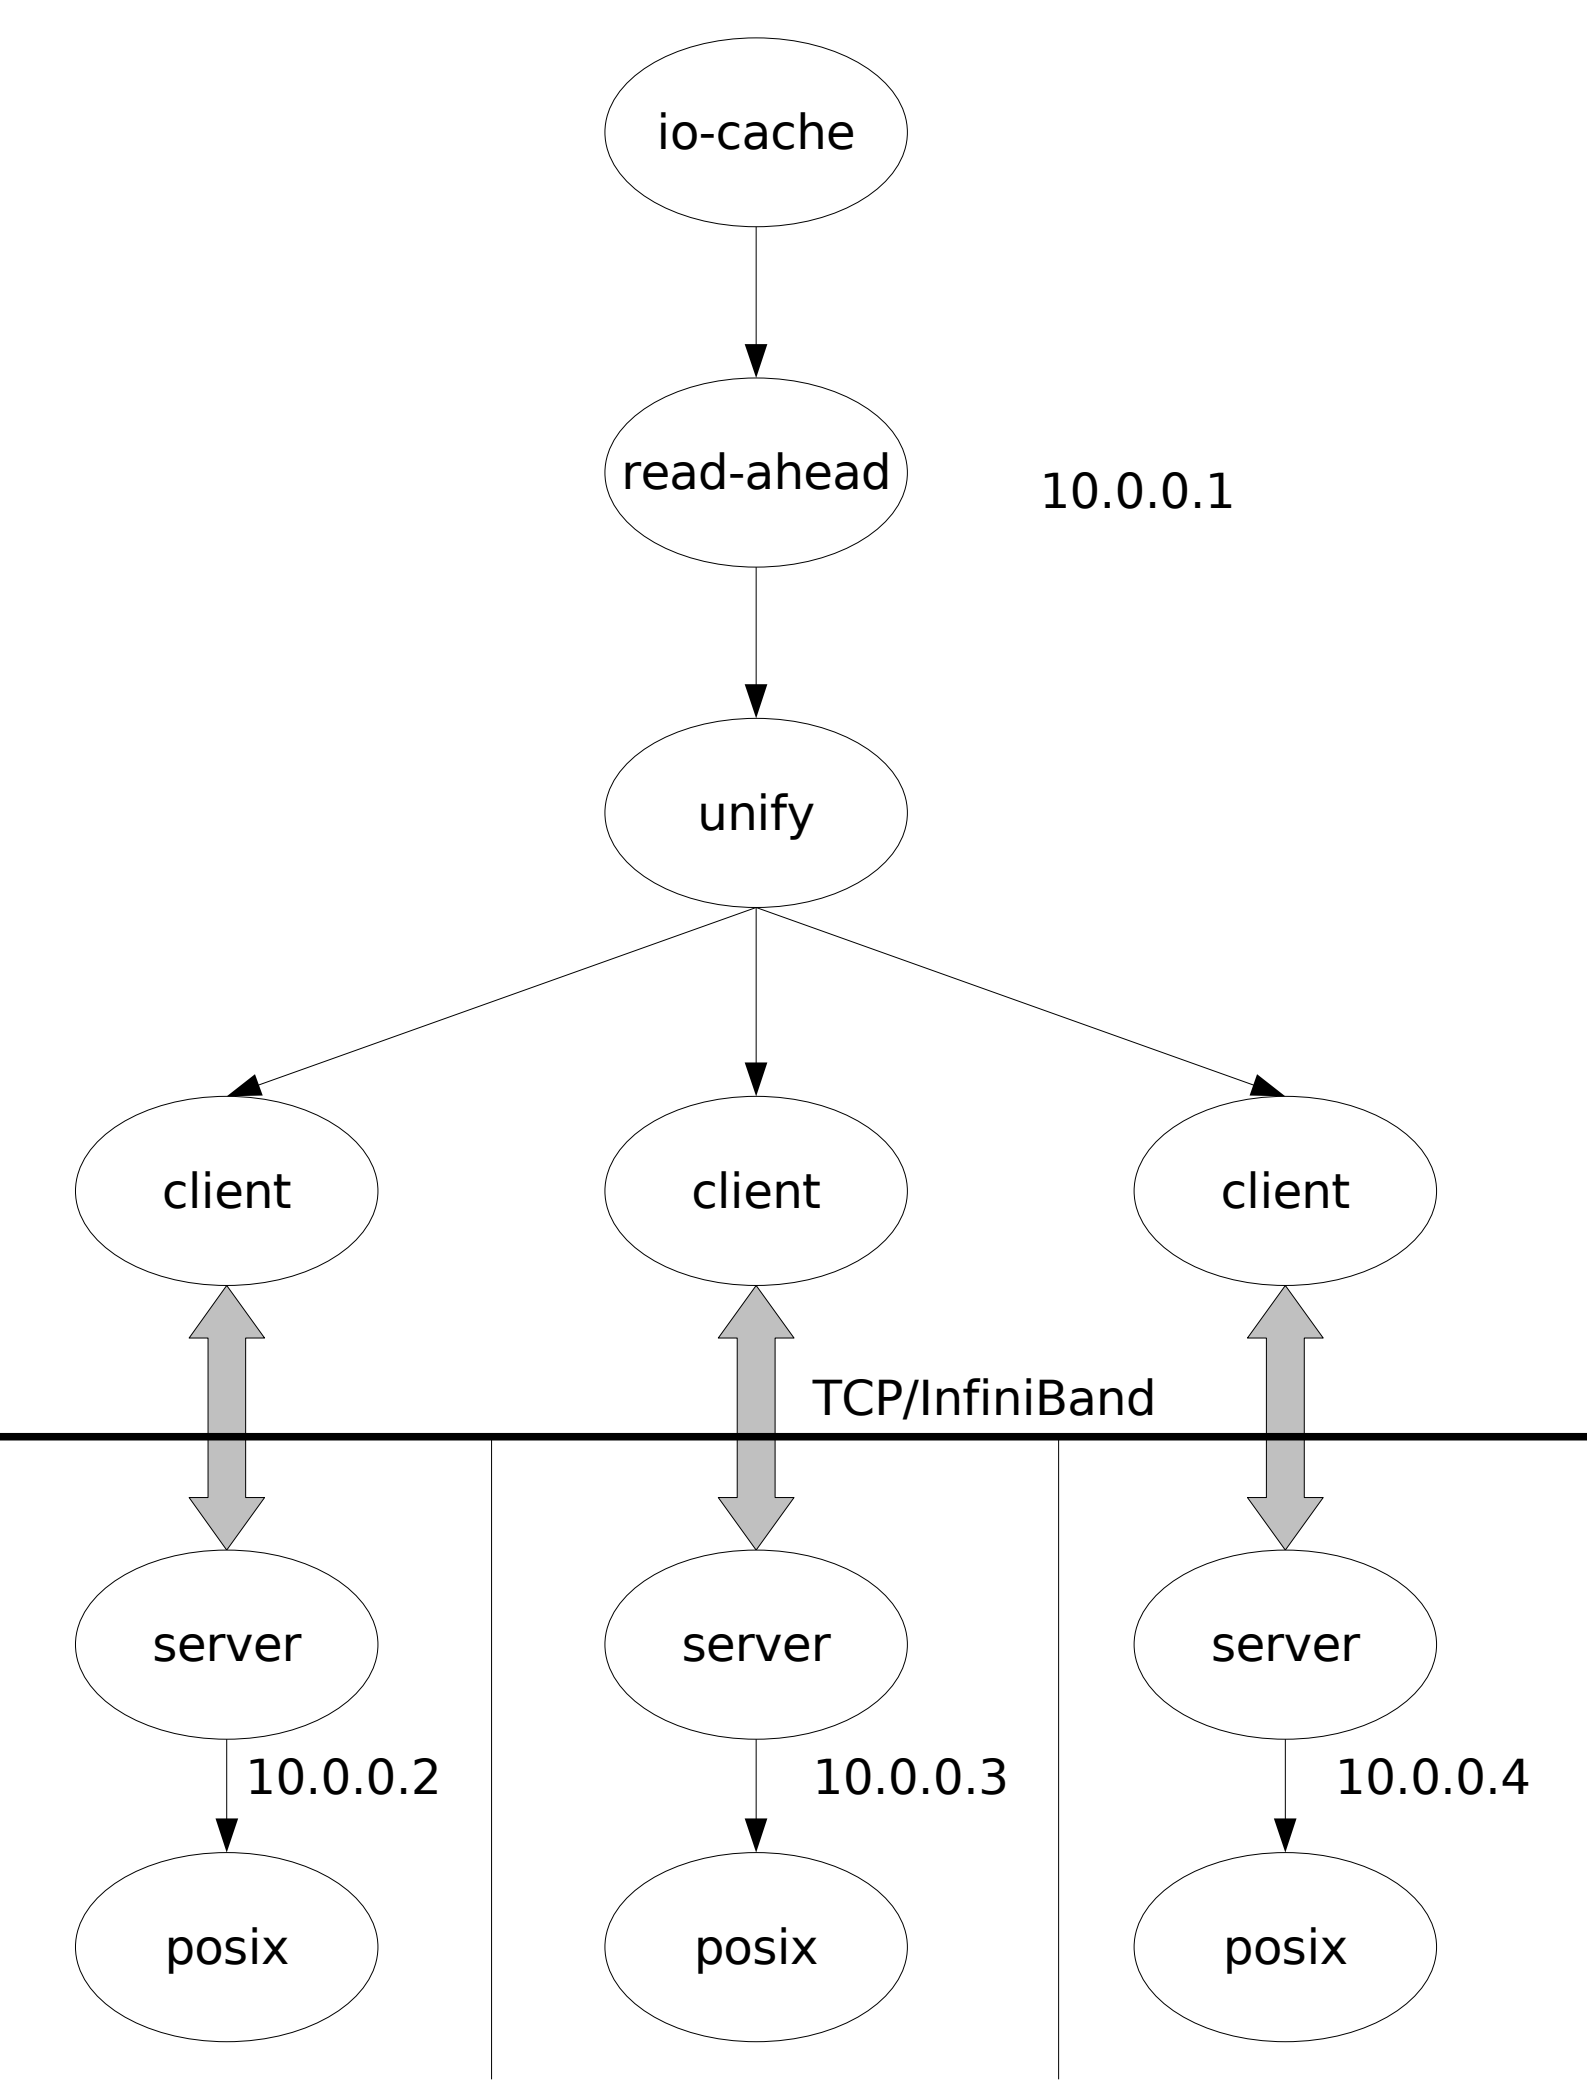 io-cache
read-ahead
10.0.0.1
unify
client
client
client
TCP/InfiniBand
server
server
server
10.0.0.2
10.0.0.3
10.0.0.4
posix
posix
posix